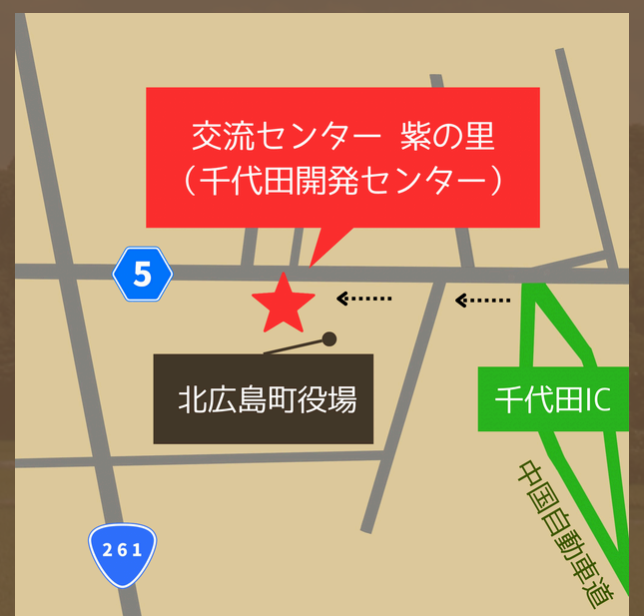 交流センター 紫の里
（千代田開発センター）
5
北広島町役場
千代田IC
中国自動車道
261